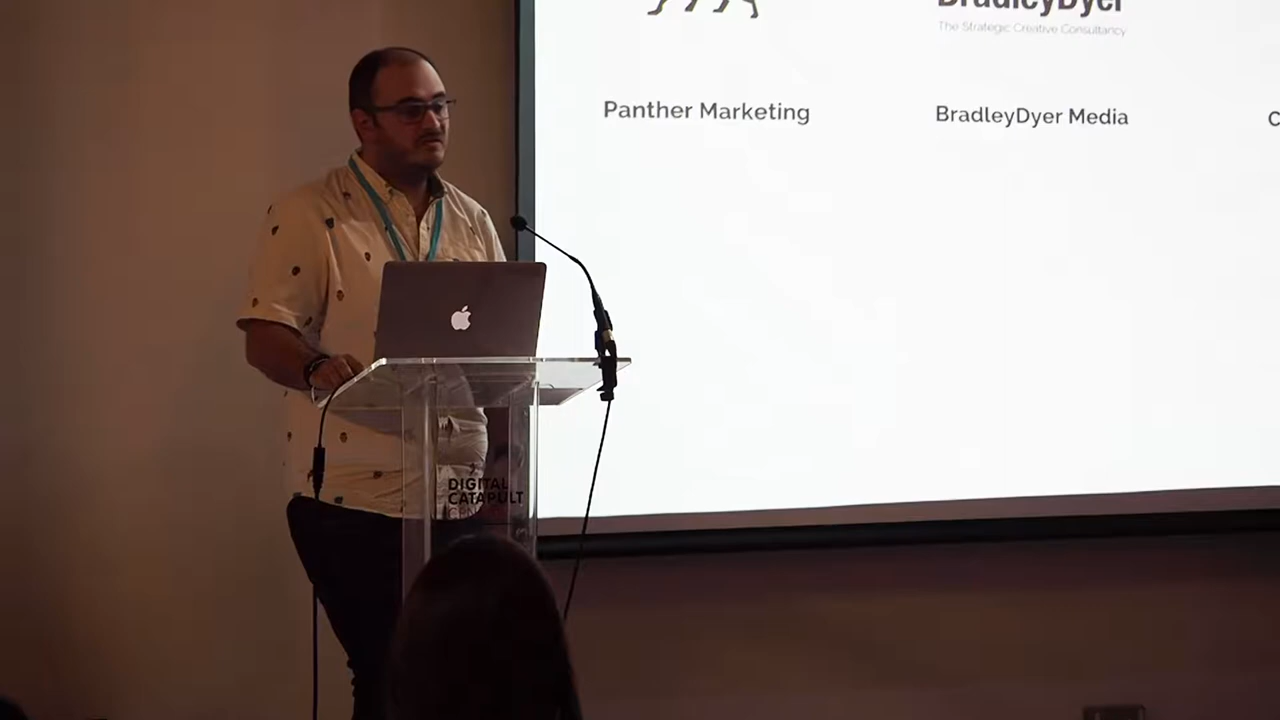 BradleyDyer
The Strategic Creative Consultancy
Panther Marketing
BradleyDyer Media
C
DIGITAL
CATAPULT